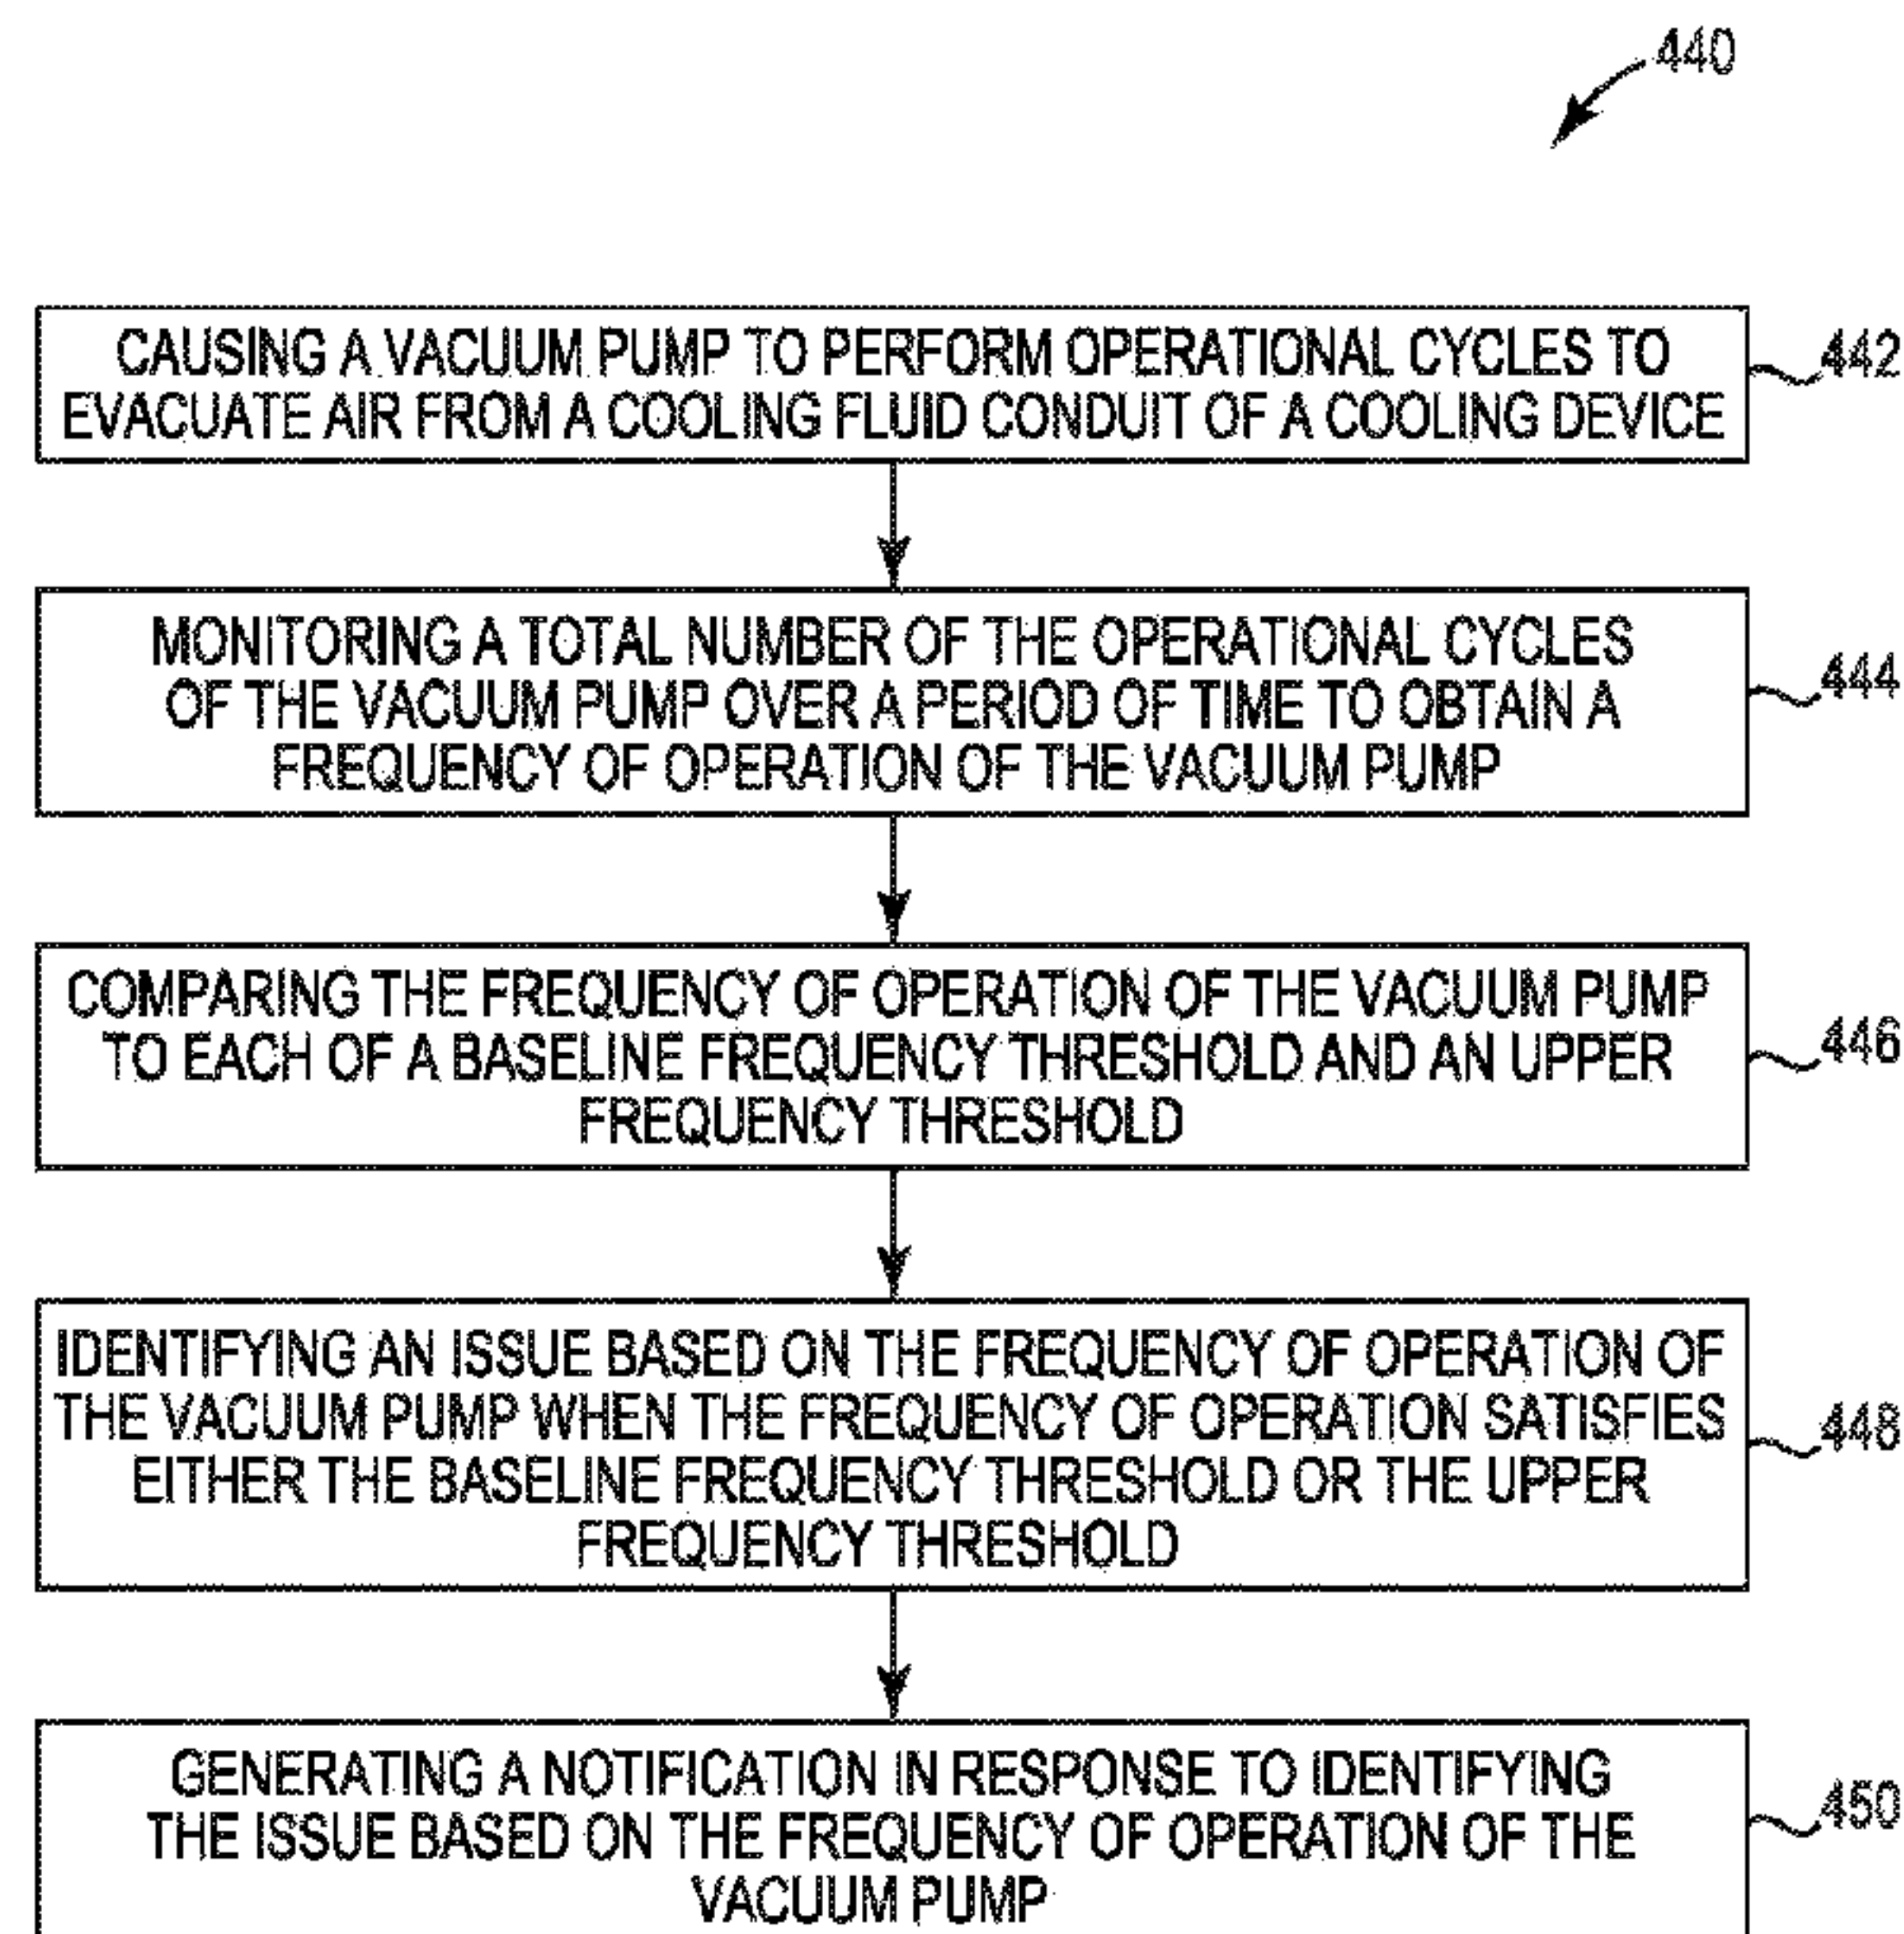 440
CAUSING A VACUUM PUMP TO PERFORM OPERATIONAL CYCLES TO
EVACUATE AIR FROM A COOLING FLUID CONDUIT OF A COOLING DEVICE
442
MONITORING A TOTAL NUMBER OF THE OPERATIONAL CYCLES
OF THE VACUUM PUMP OVER A PERIOD OF TIME TO OBTAIN A
FREQUENCY OF OPERATION OF THE VACUUM PUMP
444
COMPARING THE FREQUENCY OF OPERATION OF THE VACUUM PUMP
TO EACH OF A BASELINE FREQUENCY THRESHOLD AND AN UPPER
FREQUENCY THRESHOLD
446
IDENTIFYING AN ISSUE BASED ON THE FREQUENCY OF OPERATION OF
THE VACUUM PUMP WHEN THE FREQUENCY OF OPERATION SATISFIES
EITHER THE BASELINE FREQUENCY THRESHOLD OR THE UPPER
FREQUENCY THRESHOLD
448
GENERATING A NOTIFICATION IN RESPONSE TO IDENTIFYING
THE ISSUE BASED ON THE FREQUENCY OF OPERATION OF THE
VACUUM PUMP
450